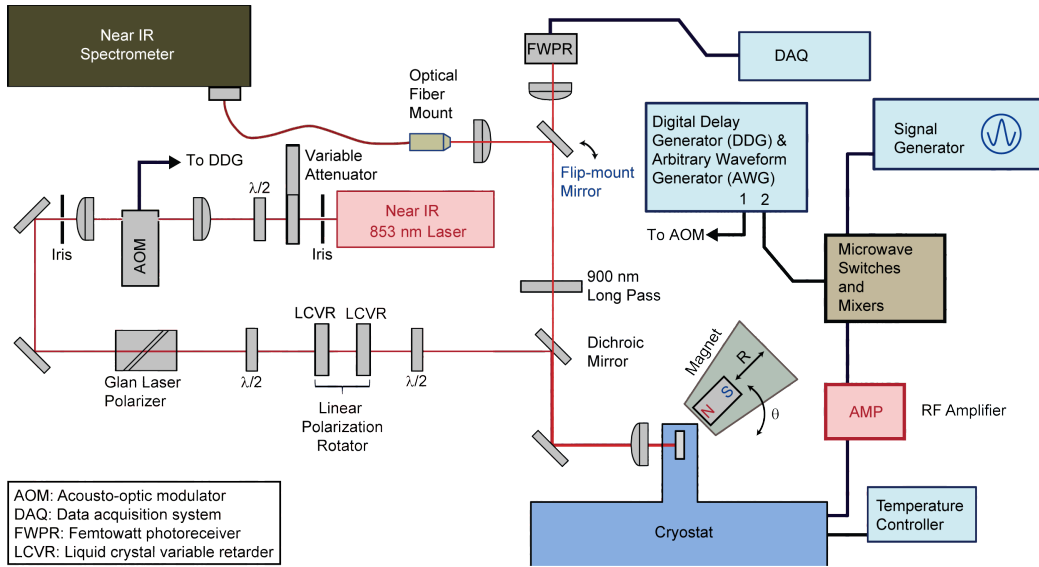 Near IR
Spectrometer
Optical
Fiber
Mount
FWPR
DAQ
Digital Delay
Generator (DDG) &
Arbitrary Waveform
Generator (AWG)
1 2
Signal
Generator
To DDG
Variable
Attenuator
Flip-mount
Mirror
λ/2
Near IR
853 nm Laser
Iris
AOM
Iris
To AOM
Microwave
Switches
and
Mixers
900 nm
Long Pass
LCVR
LCVR
Dichroic
Mirror
Magnet
R
S
N
θ
Glan Laser
Polarizer
λ/2
λ/2
Linear
Polarization
Rotator
AMP
RF Amplifier
AOM: Acousto-optic modulator
DAQ: Data acquisition system
FWPR: Femtowatt photoreceiver
LCVR: Liquid crystal variable retarder
Cryostat
Temperature
Controller